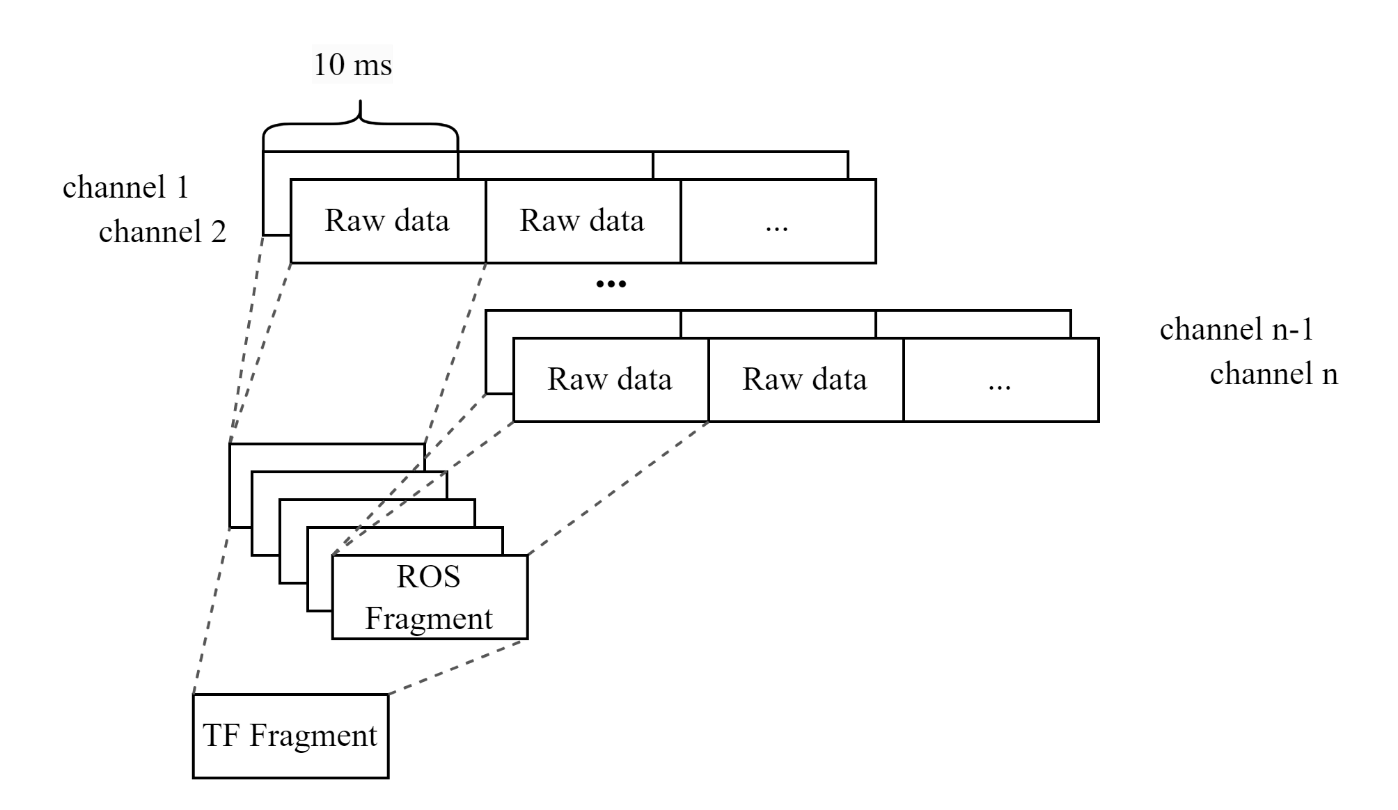 10 ms
channel 1
channel 2
Raw data Raw data ...
...
channel n-1
channel n
Raw data Raw data ...
ROS
Fragment
TF Fragment